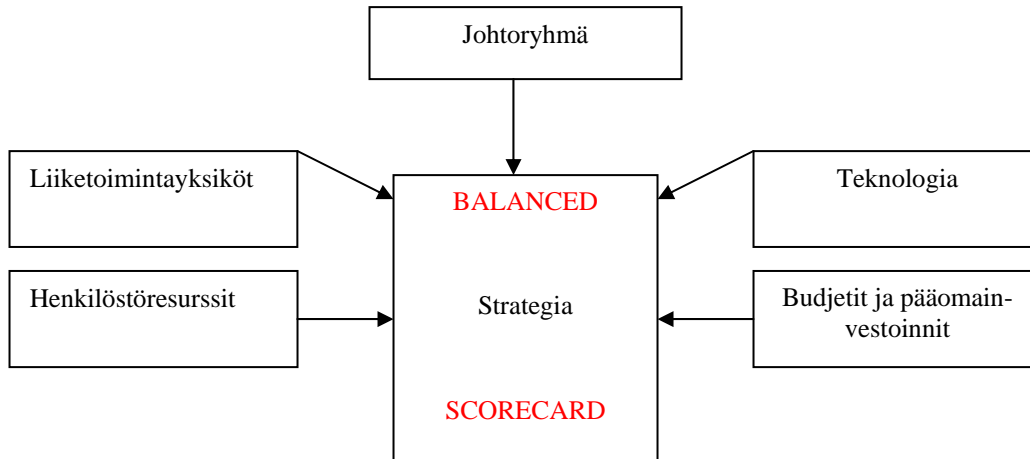 Johtoryhmä
Liiketoimintayksiköt
BALANCED
Teknologia
Henkilöstöresurssit
Strategia
Budjetit ja pääomain-
vestoinnit
SCORECARD